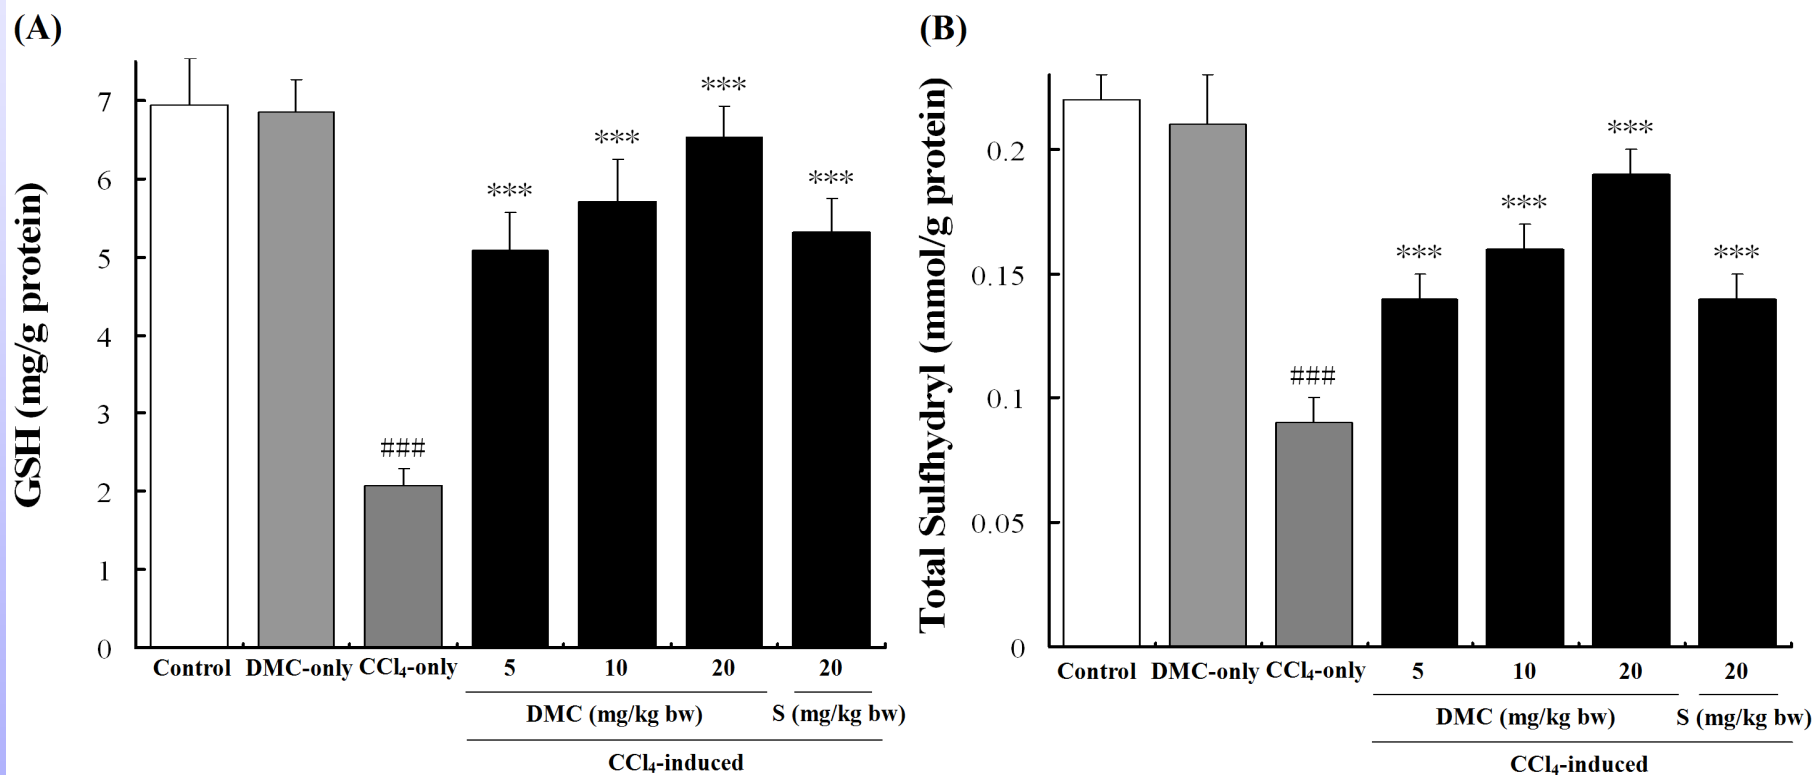 (A)
GSH (mg/g protein)
7
6
5
4
3
2
1
0
***
***
***
***
###
Control DMC-only CCl₄-only 5 10 20 20
DMC (mg/kg bw) S (mg/kg bw)
CCl₄-induced
(B)
Total Sulfhydryl (mmol/g protein)
0.2
0.15
0.1
0.05
0
***
***
***
***
###
Control DMC-only CCl₄-only 5 10 20 20
DMC (mg/kg bw) S (mg/kg bw)
CCl₄-induced